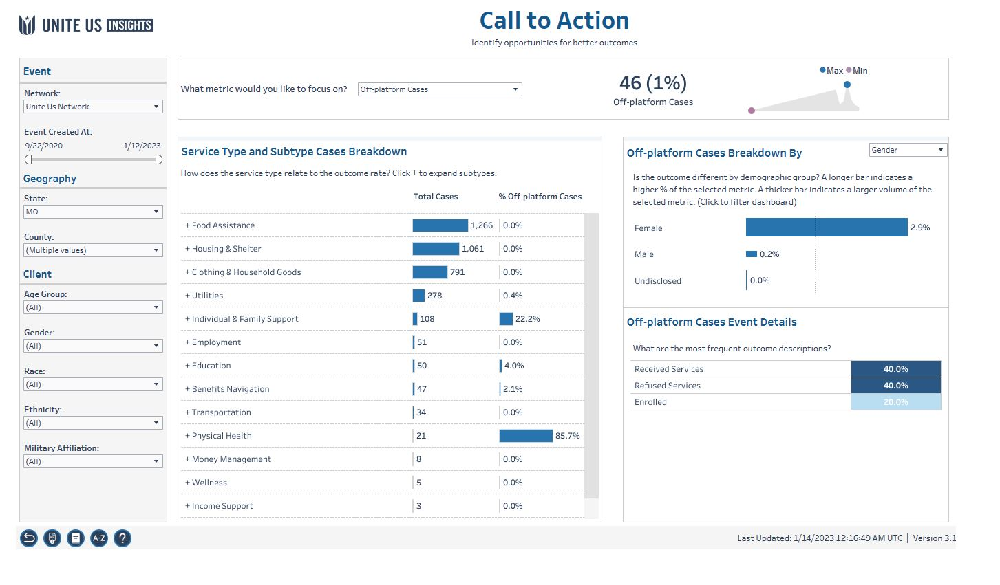 UNITE US INSIGHTS
Call to Action
Identify opportunities for better outcomes
Event
Network:
Unite Us Network
Event Created At:
9/22/2020 1/12/2023
Geography
State:
MO
County:
(Multiple values)
Client
Age Group:
(All)
Gender:
(All)
Race:
(All)
Ethnicity:
(All)
Military Affiliation:
(All)
What metric would you like to focus on? Off-platform Cases
46 (1%)
Off-platform Cases
Max Min
Service Type and Subtype Cases Breakdown
How does the service type relate to the outcome rate? Click + to expand subtypes.
Total Cases % Off-platform Cases
+ Food Assistance 1,266 0.0%
+ Housing & Shelter 1,061 0.0%
+ Clothing & Household Goods 791 0.0%
+ Utilities 278 0.4%
+ Individual & Family Support 108 22.2%
+ Employment 51 0.0%
+ Education 50 4.0%
+ Benefits Navigation 47 2.1%
+ Transportation 34 0.0%
+ Physical Health 21 85.7%
+ Money Management 8 0.0%
+ Wellness 5 0.0%
+ Income Support 3 0.0%
Off-platform Cases Breakdown By Gender
Is the outcome different by demographic group? A longer bar indicates a
higher % of the selected metric. A thicker bar indicates a larger volume of the
selected metric. (Click to filter dashboard)
Female 2.9%
Male 0.2%
Undisclosed 0.0%
Off-platform Cases Event Details
What are the most frequent outcome descriptions?
Received Services 40.0%
Refused Services 40.0%
Enrolled 20.0%
A-Z ?
Last Updated: 1/14/2023 12:16:49 AM UTC | Version 3.1